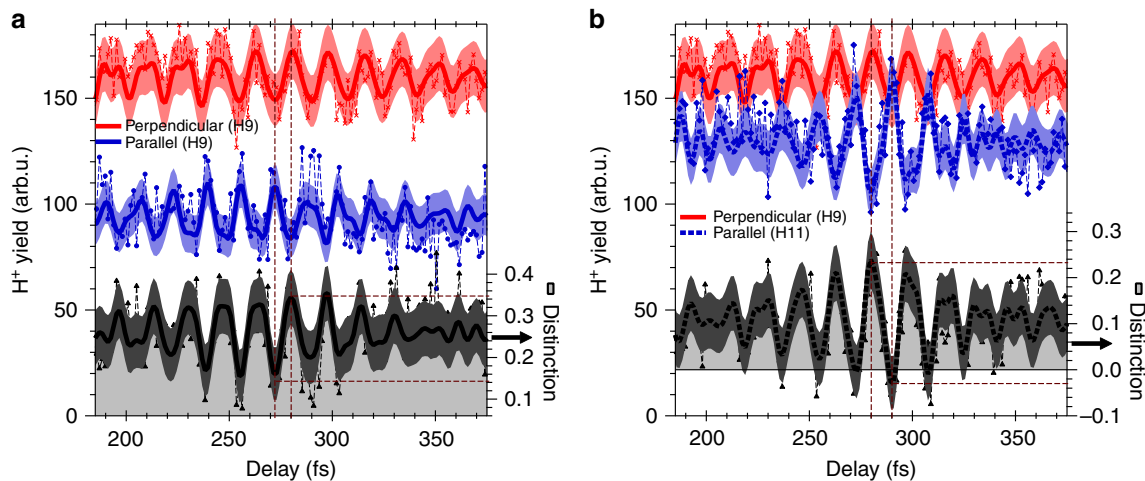 a
H⁺ yield (arb.u.)
150
100
50
0
Perpendicular (H9)
Parallel (H9)
0.4
0.3
0.2
0.1
Distinction
200
250
300
350
Delay (fs)
b
H⁺ yield (arb.u.)
150
100
50
0
Perpendicular (H9)
Parallel (H11)
0.3
0.2
0.1
0.0
−0.1
Distinction
200
250
300
350
Delay (fs)